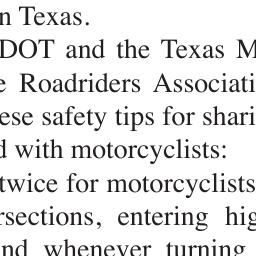 n Texas.
DOT and the Texas M
e Roadriders Associati
ese safety tips for shari
d with motorcyclists:
twice for motorcyclists
rsections, entering hig
nd whenever turning